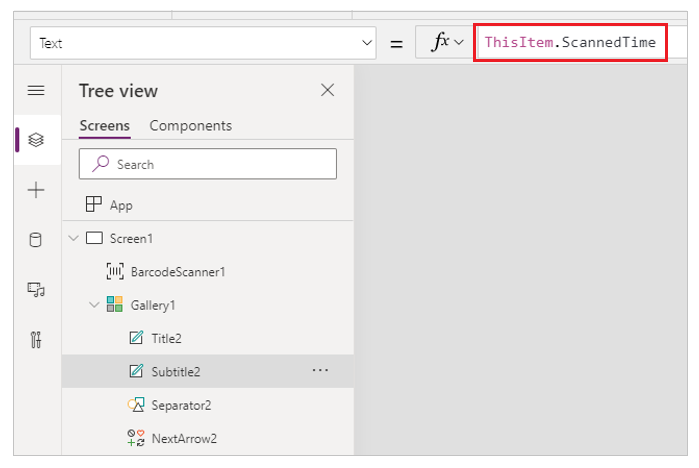 Text = fx ThisItem.ScannedTime
Tree view
Screens Components
Search
App
Screen1
BarcodeScanner1
Gallery1
Title2
Subtitle2 ...
Separator2
NextArrow2